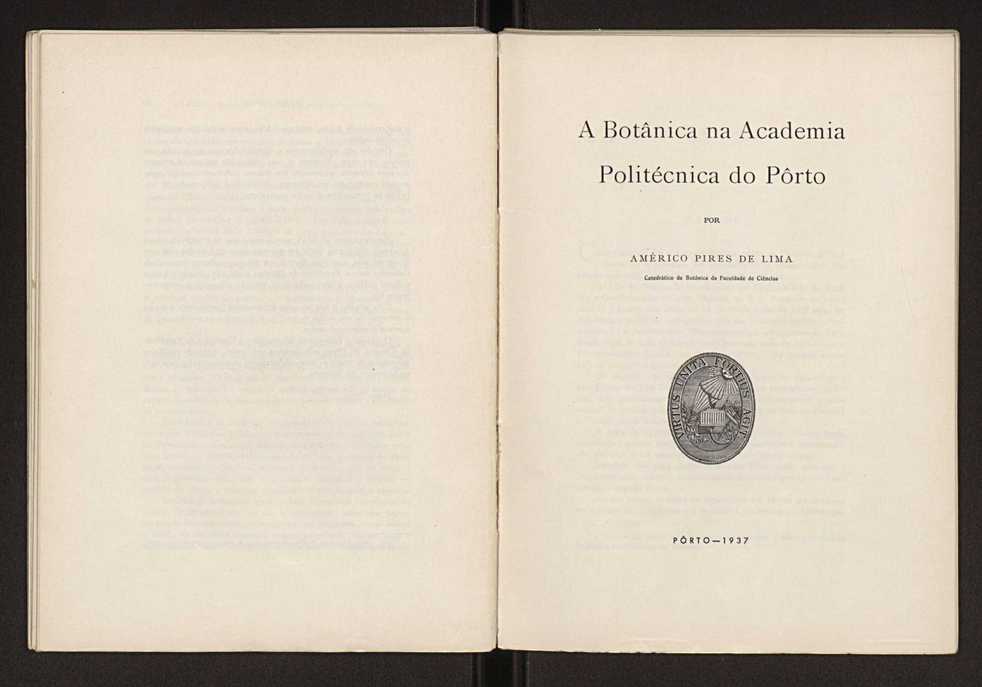 A Botânica na Academia
Politécnica do Pôrto
POR
AMÉRICO PIRES DE LIMA
Catedrático de Botânica da Faculdade de Ciências
VIRTUS UNITA FORTIUS AGIT
PÔRTO—1937